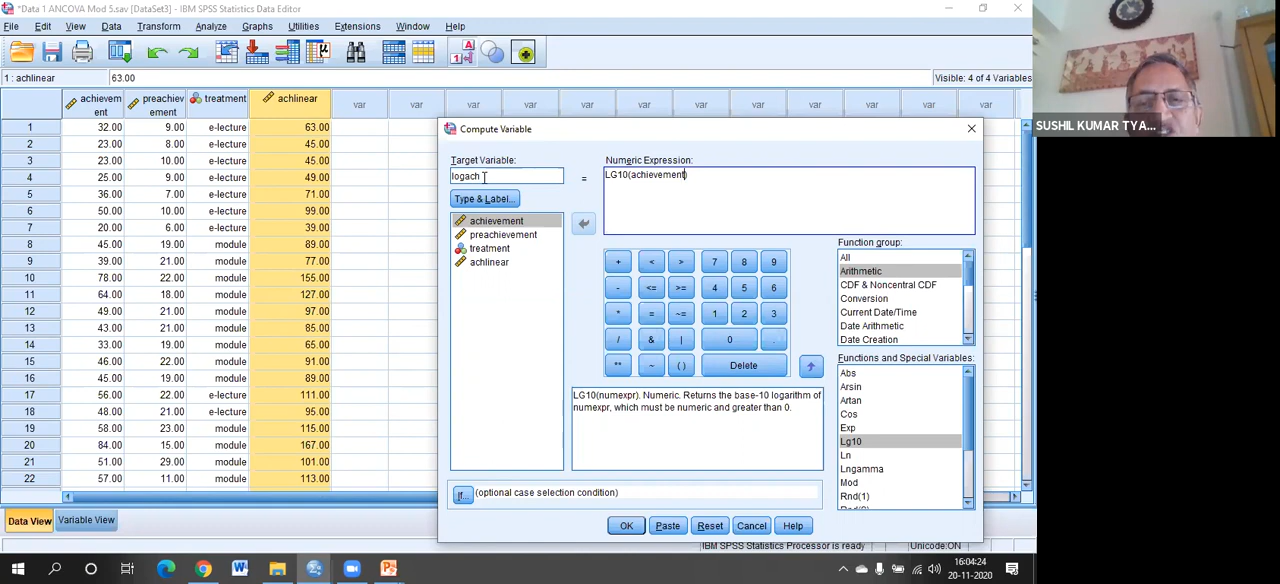 *Data 1 ANCOVA Mod 5.sav [DataSet3] - IBM SPSS Statistics Data Editor
File Edit View Data Transform Analyze Graphs Utilities Extensions Window Help
1 : achlinear 63.00 Visible: 4 of 4 Variables
achievem ent preachiev ement treatment achlinear var var var var var var var var var var var var
1 32.00 9.00 e-lecture 63.00
2 23.00 8.00 e-lecture 45.00
3 23.00 10.00 e-lecture 45.00
4 25.00 9.00 e-lecture 49.00
5 36.00 7.00 e-lecture 71.00
6 50.00 10.00 e-lecture 99.00
7 20.00 6.00 e-lecture 39.00
8 45.00 19.00 module 89.00
9 39.00 21.00 module 77.00
10 78.00 22.00 module 155.00
11 64.00 18.00 module 127.00
12 49.00 21.00 module 97.00
13 43.00 21.00 module 85.00
14 33.00 19.00 module 65.00
15 46.00 22.00 module 91.00
16 45.00 19.00 module 89.00
17 56.00 22.00 e-lecture 111.00
18 48.00 21.00 e-lecture 95.00
19 58.00 23.00 module 115.00
20 84.00 15.00 module 167.00
21 51.00 29.00 module 101.00
22 57.00 11.00 module 113.00
Data View Variable View
IBM SPSS Statistics Processor is ready Unicode:ON
Compute Variable
Target Variable:
logach
=
Numeric Expression:
LG10(achievement)
Type & Label...
achievement
preachievement
treatment
achlinear
+ < > 7 8 9
- <= >= 4 5 6
* = ~= 1 2 3
/ & | 0 .
** ~ ( ) Delete
LG10(numexpr). Numeric. Returns the base-10 logarithm of
numexpr, which must be numeric and greater than 0.
Function group:
All
Arithmetic
CDF & Noncentral CDF
Conversion
Current Date/Time
Date Arithmetic
Date Creation
Functions and Special Variables:
Abs
Arsin
Artan
Cos
Exp
Lg10
Ln
Lngamma
Mod
Rnd(1)
If... (optional case selection condition)
OK Paste Reset Cancel Help
SUSHIL KUMAR TYA...
16:04:24
20-11-2020